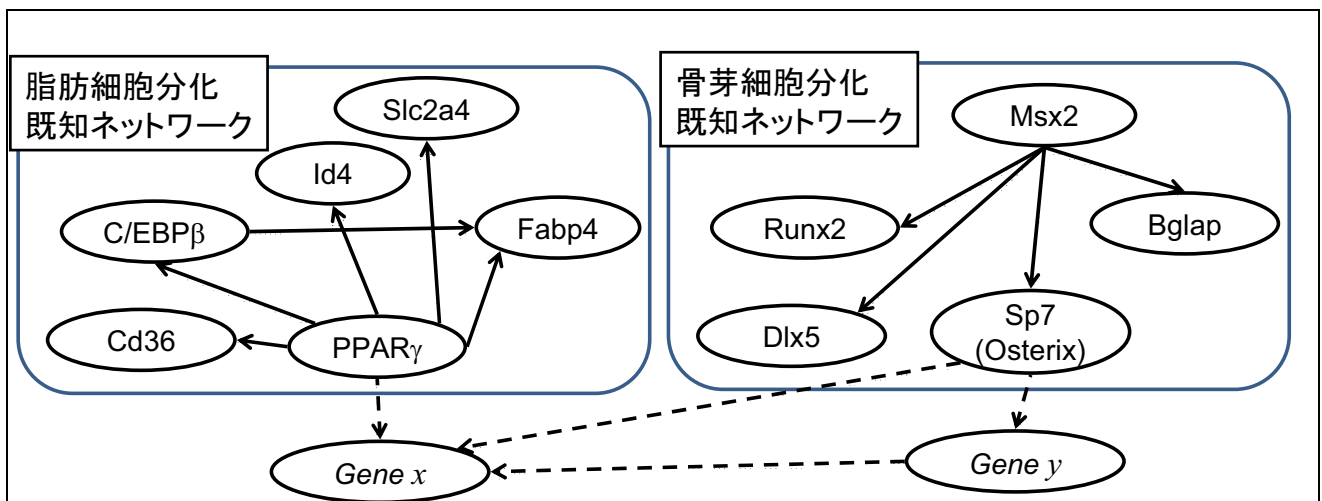 脂肪細胞分化
既知ネットワーク
Slc2a4
Id4
C/EBPβ
Fabp4
Cd36
PPARγ
骨芽細胞分化
既知ネットワーク
Msx2
Runx2
Bglap
Dlx5
Sp7
(Osterix)
Gene x
Gene y